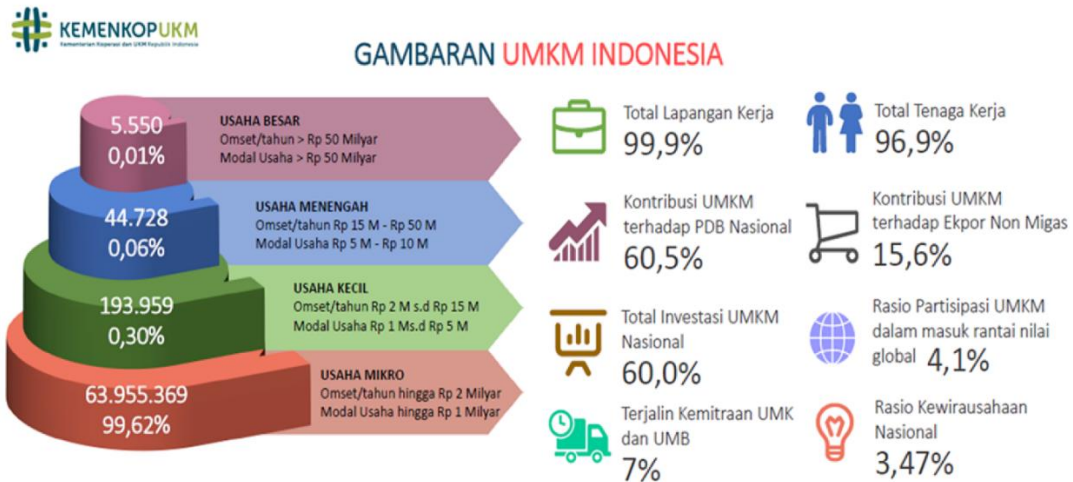 KEMENKOPUKM
Kementerian Koperasi dan UKM Republik Indonesia
GAMBARAN UMKM INDONESIA
5.550
0,01%
USAHA BESAR
Omset/tahun > Rp 50 Milyar
Modal Usaha > Rp 50 Milyar
44.728
0,06%
USAHA MENENGAH
Omset/tahun Rp 15 M - Rp 50 M
Modal Usaha Rp 5 M - Rp 10 M
193.959
0,30%
USAHA KECIL
Omset/tahun Rp 2 M s.d Rp 15 M
Modal Usaha Rp 1 Ms.d Rp 5 M
63.955.369
99,62%
USAHA MIKRO
Omset/tahun hingga Rp 2 Milyar
Modal Usaha hingga Rp 1 Milyar
Total Lapangan Kerja
99,9%
Total Tenaga Kerja
96,9%
Kontribusi UMKM
terhadap PDB Nasional
60,5%
Kontribusi UMKM
terhadap Ekpor Non Migas
15,6%
Total Investasi UMKM
Nasional
60,0%
Rasio Partisipasi UMKM
dalam masuk rantai nilai
global 4,1%
Terjalin Kemitraan UMK
dan UMB
7%
Rasio Kewirausahaan
Nasional
3,47%